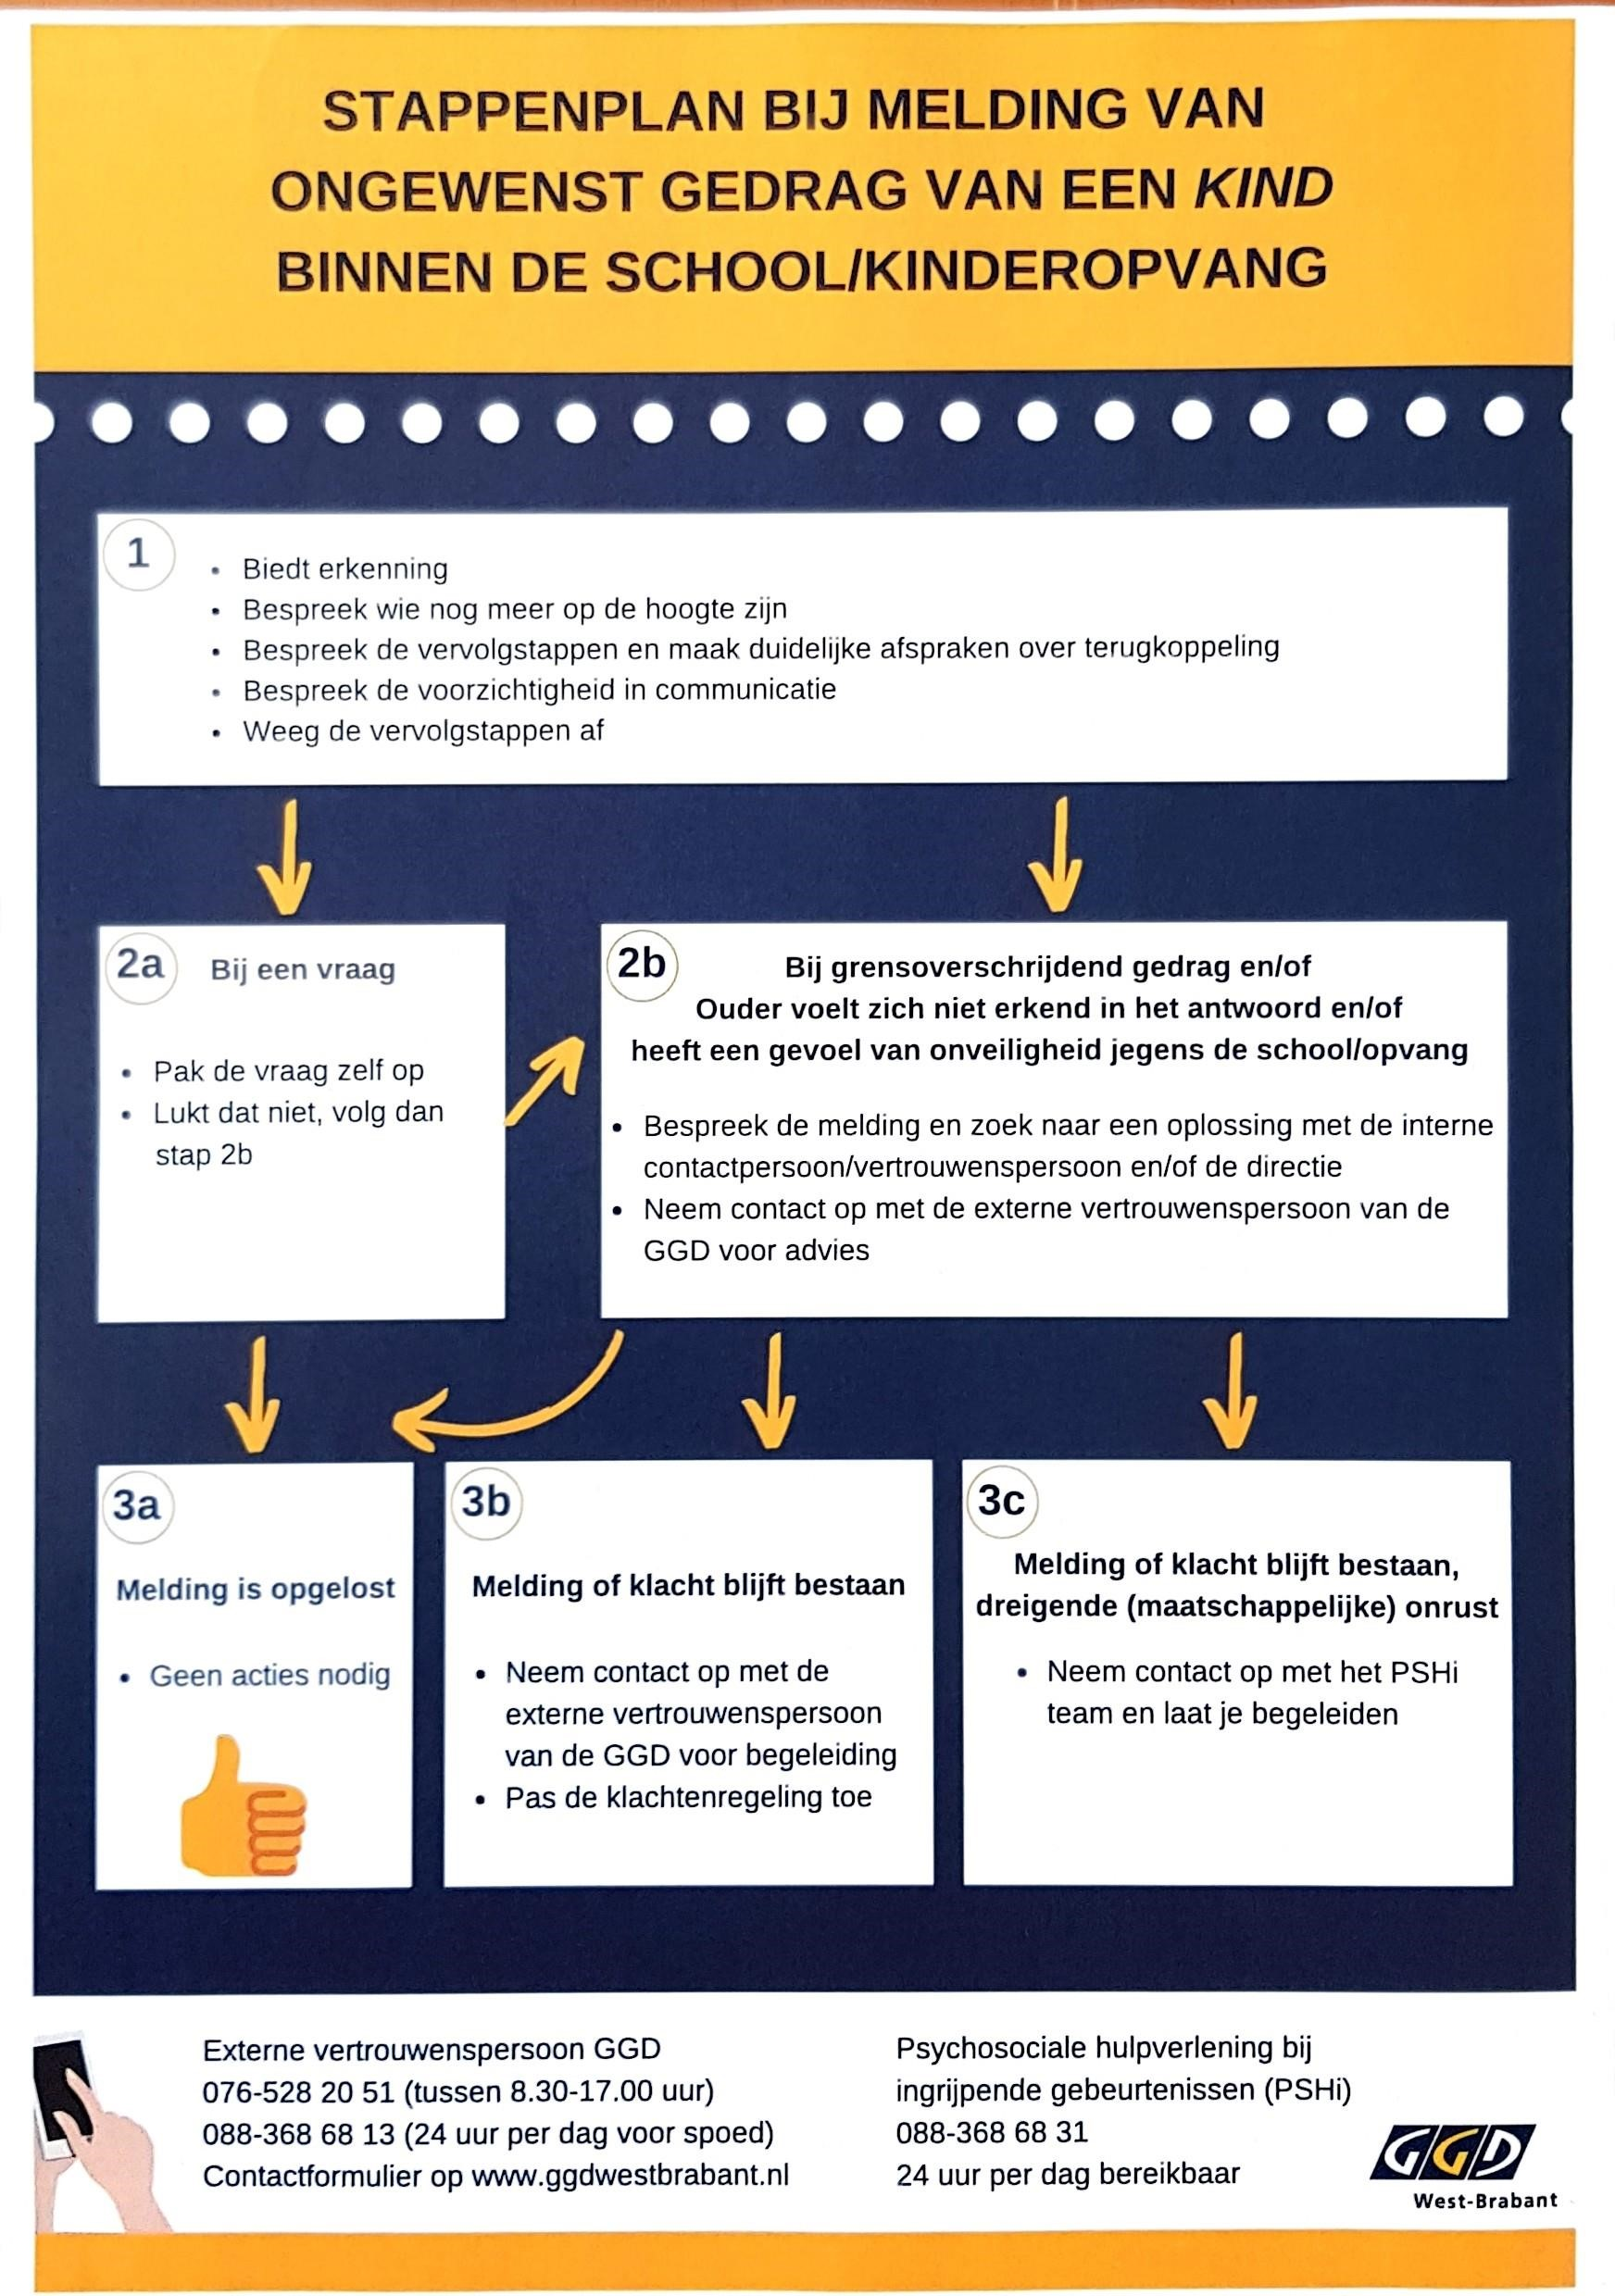 STAPPENPLAN BIJ MELDING VAN
ONGEWENST GEDRAG VAN EEN KIND
BINNEN DE SCHOOL/KINDEROPVANG
1
• Biedt erkenning
• Bespreek wie nog meer op de hoogte zijn
• Bespreek de vervolgstappen en maak duidelijke afspraken over terugkoppeling
• Bespreek de voorzichtigheid in communicatie
• Weeg de vervolgstappen af
2a
Bij een vraag
• Pak de vraag zelf op
• Lukt dat niet, volg dan
stap 2b
2b
Bij grensoverschrijdend gedrag en/of
Ouder voelt zich niet erkend in het antwoord en/of
heeft een gevoel van onveiligheid jegens de school/opvang
• Bespreek de melding en zoek naar een oplossing met de interne
contactpersoon/vertrouwenspersoon en/of de directie
• Neem contact op met de externe vertrouwenspersoon van de
GGD voor advies
3a
Melding is opgelost
• Geen acties nodig
3b
Melding of klacht blijft bestaan
• Neem contact op met de
externe vertrouwenspersoon
van de GGD voor begeleiding
• Pas de klachtenregeling toe
3c
Melding of klacht blijft bestaan,
dreigende (maatschappelijke) onrust
• Neem contact op met het PSHi
team en laat je begeleiden
Externe vertrouwenspersoon GGD
076-528 20 51 (tussen 8.30-17.00 uur)
088-368 68 13 (24 uur per dag voor spoed)
Contactformulier op www.ggdwestbrabant.nl
Psychosociale hulpverlening bij
ingrijpende gebeurtenissen (PSHi)
088-368 68 31
24 uur per dag bereikbaar
GGD
West-Brabant